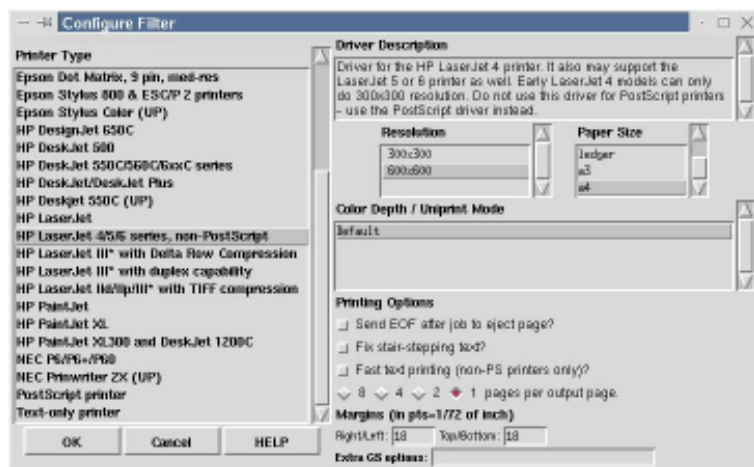 Configure Filter
Printer Type
Epson Dot Matrix, 9 pin, med-res
Epson Stylus 800 & ESC/P 2 printers
Epson Stylus Color (UP)
HP DesignJet 650C
HP DeskJet 500
HP DeskJet 550C/560C/6xxC series
HP DeskJet/DeskJet Plus
HP Deskjet 550C (UP)
HP LaserJet
HP LaserJet 4/5/6 series, non-PostScript
HP LaserJet III* with Delta Row Compression
HP LaserJet III* with duplex capability
HP LaserJet IId/IIp/III* with TIFF compression
HP PaintJet
HP PaintJet XL
HP PaintJet XL300 and DeskJet 1200C
NEC P6/P6+/P60
NEC Prinwriter 2X (UP)
PostScript printer
Text-only printer
OK Cancel HELP
Driver Description
Driver for the HP LaserJet 4 printer. It also may support the
LaserJet 5 or 6 printer as well. Early LaserJet 4 models can only
do 300x300 resolution. Do not use this driver for PostScript printers
- use the PostScript driver instead.
Resolution
300x300
600x600
Paper Size
ledger
a3
a4
Color Depth / Uniprint Mode
Default
Printing Options
Send EOF after job to eject page?
Fix stair-stepping text?
Fast text printing (non-PS printers only)?
8 4 2 1 pages per output page.
Margins (in pts=1/72 of inch)
Right/Left: 18 Top/Bottom: 18
Extra GS options: